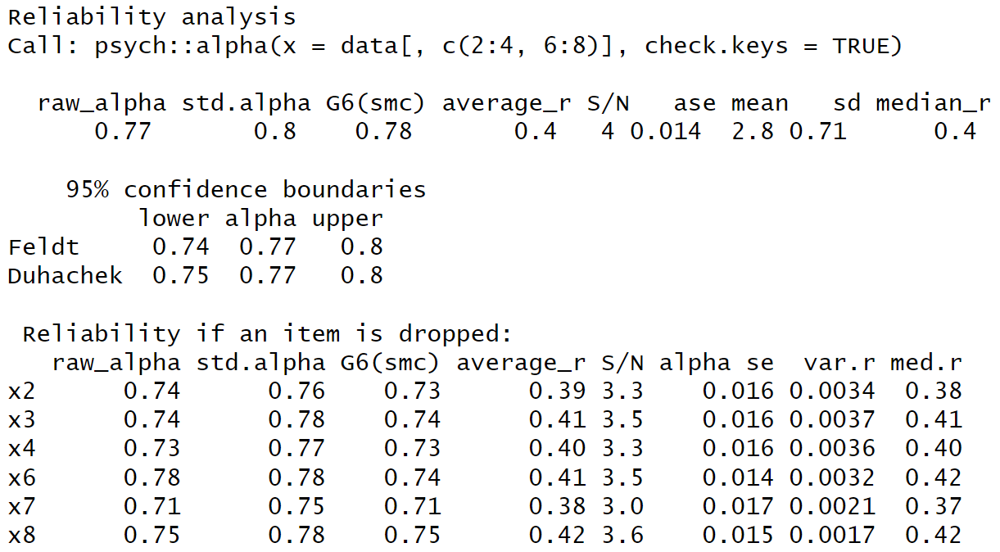 Reliability analysis
Call: psych::alpha(x = data[, c(2:4, 6:8)], check.keys = TRUE)
raw_alpha std.alpha G6(smc) average_r S/N ase mean sd median_r
0.77 0.8 0.78 0.4 4 0.014 2.8 0.71 0.4
95% confidence boundaries
lower alpha upper
Feldt 0.74 0.77 0.8
Duhachek 0.75 0.77 0.8
Reliability if an item is dropped:
raw_alpha std.alpha G6(smc) average_r S/N alpha se var.r med.r
x2 0.74 0.76 0.73 0.39 3.3 0.016 0.0034 0.38
x3 0.74 0.78 0.74 0.41 3.5 0.016 0.0037 0.41
x4 0.73 0.77 0.73 0.40 3.3 0.016 0.0036 0.40
x6 0.78 0.78 0.74 0.41 3.5 0.014 0.0032 0.42
x7 0.71 0.75 0.71 0.38 3.0 0.017 0.0021 0.37
x8 0.75 0.78 0.75 0.42 3.6 0.015 0.0017 0.42